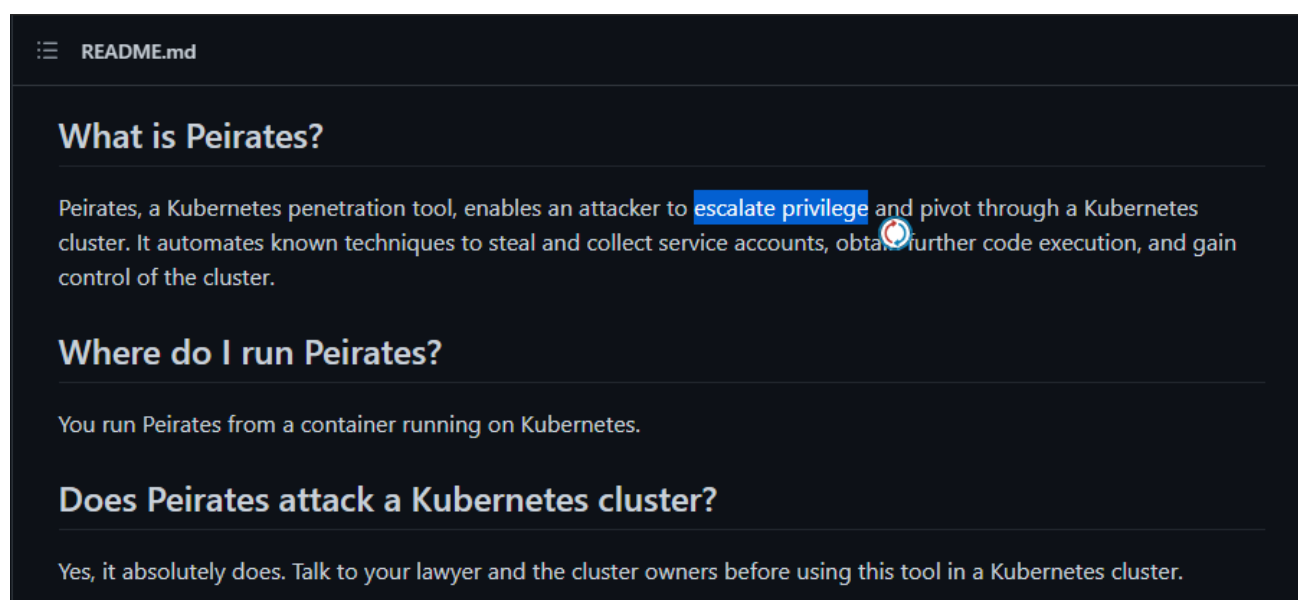 README.md
What is Peirates?
Peirates, a Kubernetes penetration tool, enables an attacker to escalate privilege and pivot through a Kubernetes
cluster. It automates known techniques to steal and collect service accounts, obtain further code execution, and gain
control of the cluster.
Where do I run Peirates?
You run Peirates from a container running on Kubernetes.
Does Peirates attack a Kubernetes cluster?
Yes, it absolutely does. Talk to your lawyer and the cluster owners before using this tool in a Kubernetes cluster.